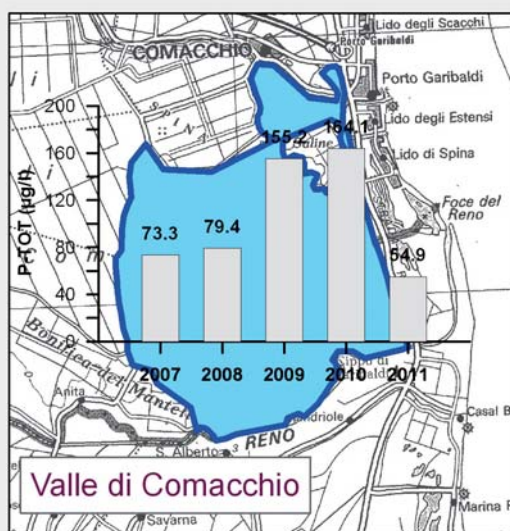 Lido degli Scacchi
COMACCHIO
Porto Garibaldi
Porto Garibaldi
Lido degli Estensi
Lido di Spina
Foce del
Reno
SPINA
Saline
P-TOT (µg/l)
200
160
120
80
40
0
73.3
79.4
155.2
164.1
54.9
2007
2008
2009
2010
2011
Bonifica del Mantello
Anita
S. Alberto
RENO
Casal B
Marina R
Savarna
Valle di Comacchio